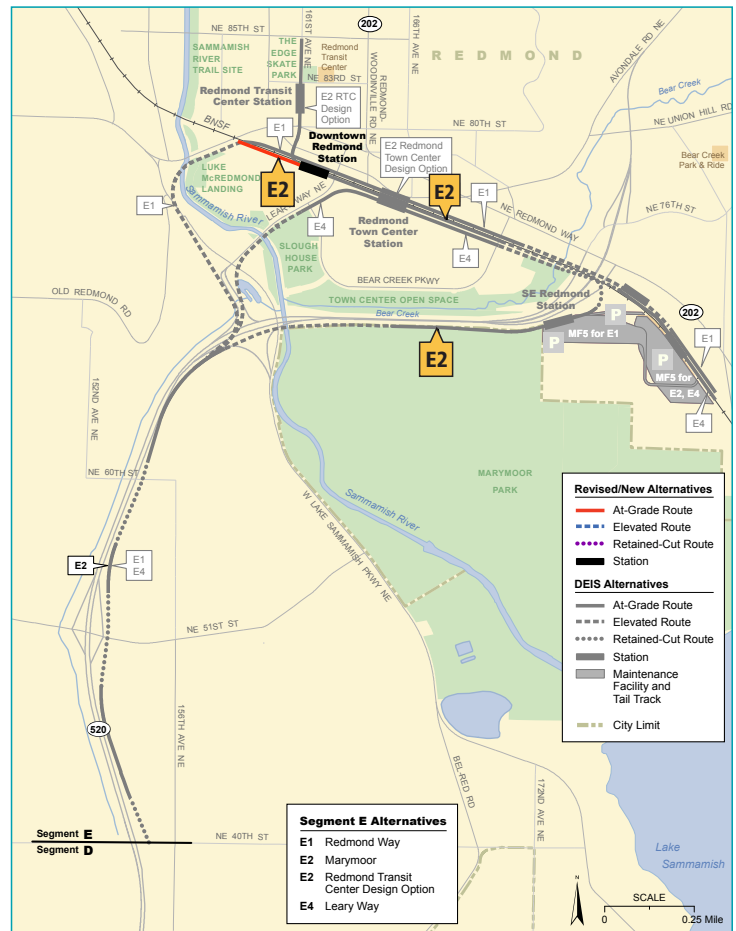 NE 85TH ST
161ST AVE NE
202
166TH AVE NE
SAMMAMISH
RIVER
TRAIL SITE
THE
EDGE
SKATE
PARK
Redmond
Transit
Center
NE 83RD ST
REDMOND-
WOODINVILLE RD NE
REDMOND
AVONDALE RD NE
Redmond Transit
Center Station
E2 RTC
Design
Option
Bear Creek
NE UNION HILL RD
BNSF
E1
Downtown
Redmond
Station
NE 80TH ST
E2 Redmond
Town Center
Design Option
Bear Creek
Park & Ride
LUKE
McREDMOND
LANDING
E2
E2
E1
NE 76TH ST
E1
Sammamish River
LEARY WAY NE
E4
NE REDMOND WAY
Redmond
Town Center
Station
E4
SLOUGH
HOUSE
PARK
BEAR CREEK PKWY
OLD REDMOND RD
TOWN CENTER OPEN SPACE
Bear Creek
SE Redmond
Station
202
E2
P
P
P
MF5 for E1
MF5 for
E2, E4
E1
E4
152ND AVE NE
NE 60TH ST
MARYMOOR
PARK
Sammamish River
W LAKE SAMMAMISH PKWY NE
E2
E1
E4
NE 51ST ST
520
156TH AVE NE
BEL-RED RD
172ND AVE NE
Segment E
Segment D
NE 40TH ST
Lake
Sammamish
Revised/New Alternatives
At-Grade Route
Elevated Route
Retained-Cut Route
Station
DEIS Alternatives
At-Grade Route
Elevated Route
Retained-Cut Route
Station
Maintenance
Facility and
Tail Track
City Limit
Segment E Alternatives
E1 Redmond Way
E2 Marymoor
E2 Redmond Transit
Center Design Option
E4 Leary Way
N
SCALE
0 0.25 Mile